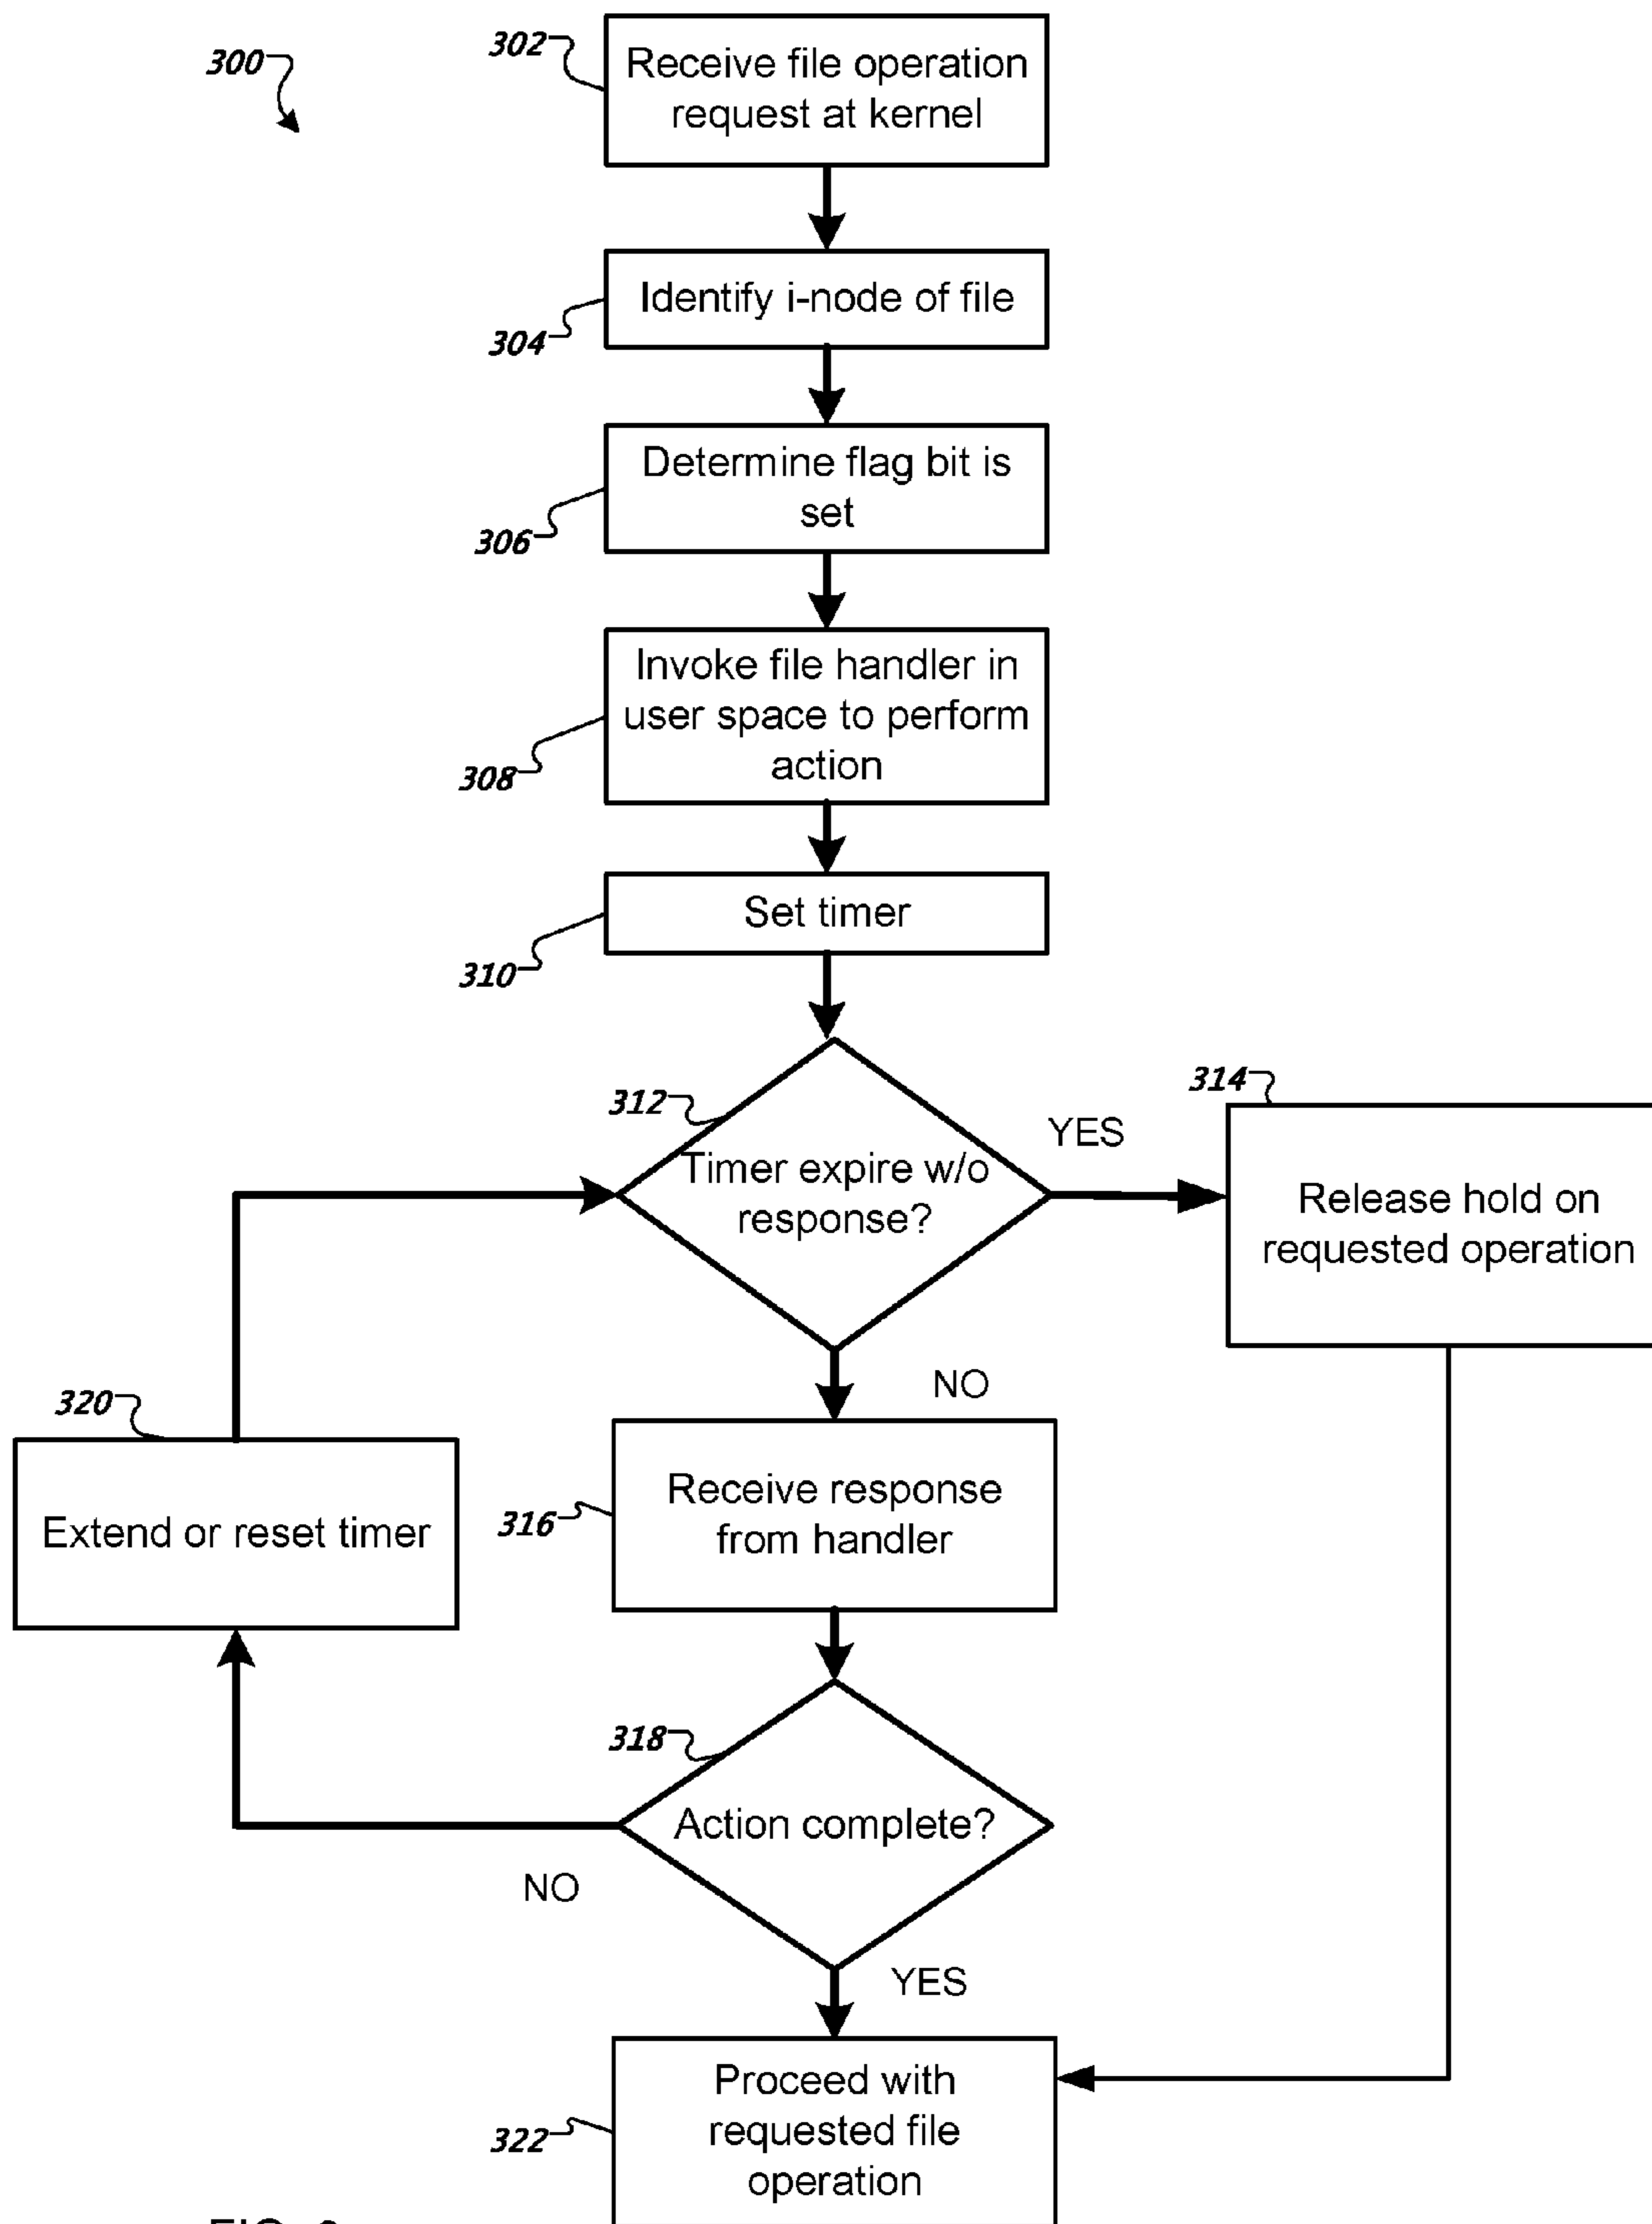 300
302
Receive file operation
request at kernel
304
Identify i-node of file
306
Determine flag bit is
set
308
Invoke file handler in
user space to perform
action
310
Set timer
312
Timer expire w/o
response?
YES
314
Release hold on
requested operation
NO
320
Extend or reset timer
316
Receive response
from handler
318
Action complete?
NO
YES
322
Proceed with
requested file
operation
FIG.